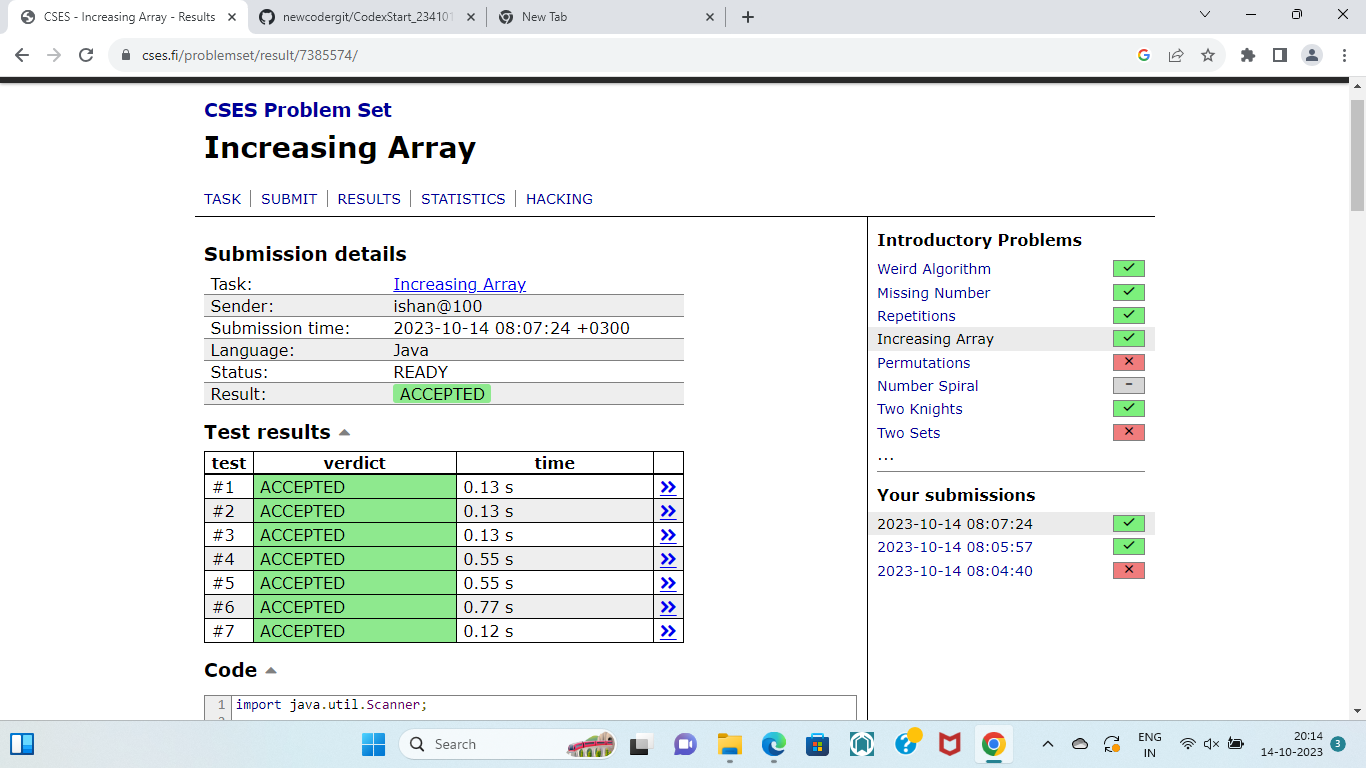 CSES - Increasing Array - Results
newcodergit/CodexStart_234101
New Tab
cses.fi/problemset/result/7385574/
CSES Problem Set
Increasing Array
TASK | SUBMIT | RESULTS | STATISTICS | HACKING
Submission details
Task: Increasing Array
Sender: ishan@100
Submission time: 2023-10-14 08:07:24 +0300
Language: Java
Status: READY
Result: ACCEPTED
Test results
test verdict time
#1 ACCEPTED 0.13 s
#2 ACCEPTED 0.13 s
#3 ACCEPTED 0.13 s
#4 ACCEPTED 0.55 s
#5 ACCEPTED 0.55 s
#6 ACCEPTED 0.77 s
#7 ACCEPTED 0.12 s
Code
1 import java.util.Scanner;
Introductory Problems
Weird Algorithm
Missing Number
Repetitions
Increasing Array
Permutations
Number Spiral
Two Knights
Two Sets
...
Your submissions
2023-10-14 08:07:24
2023-10-14 08:05:57
2023-10-14 08:04:40
Search
ENG
IN
20:14
14-10-2023
3